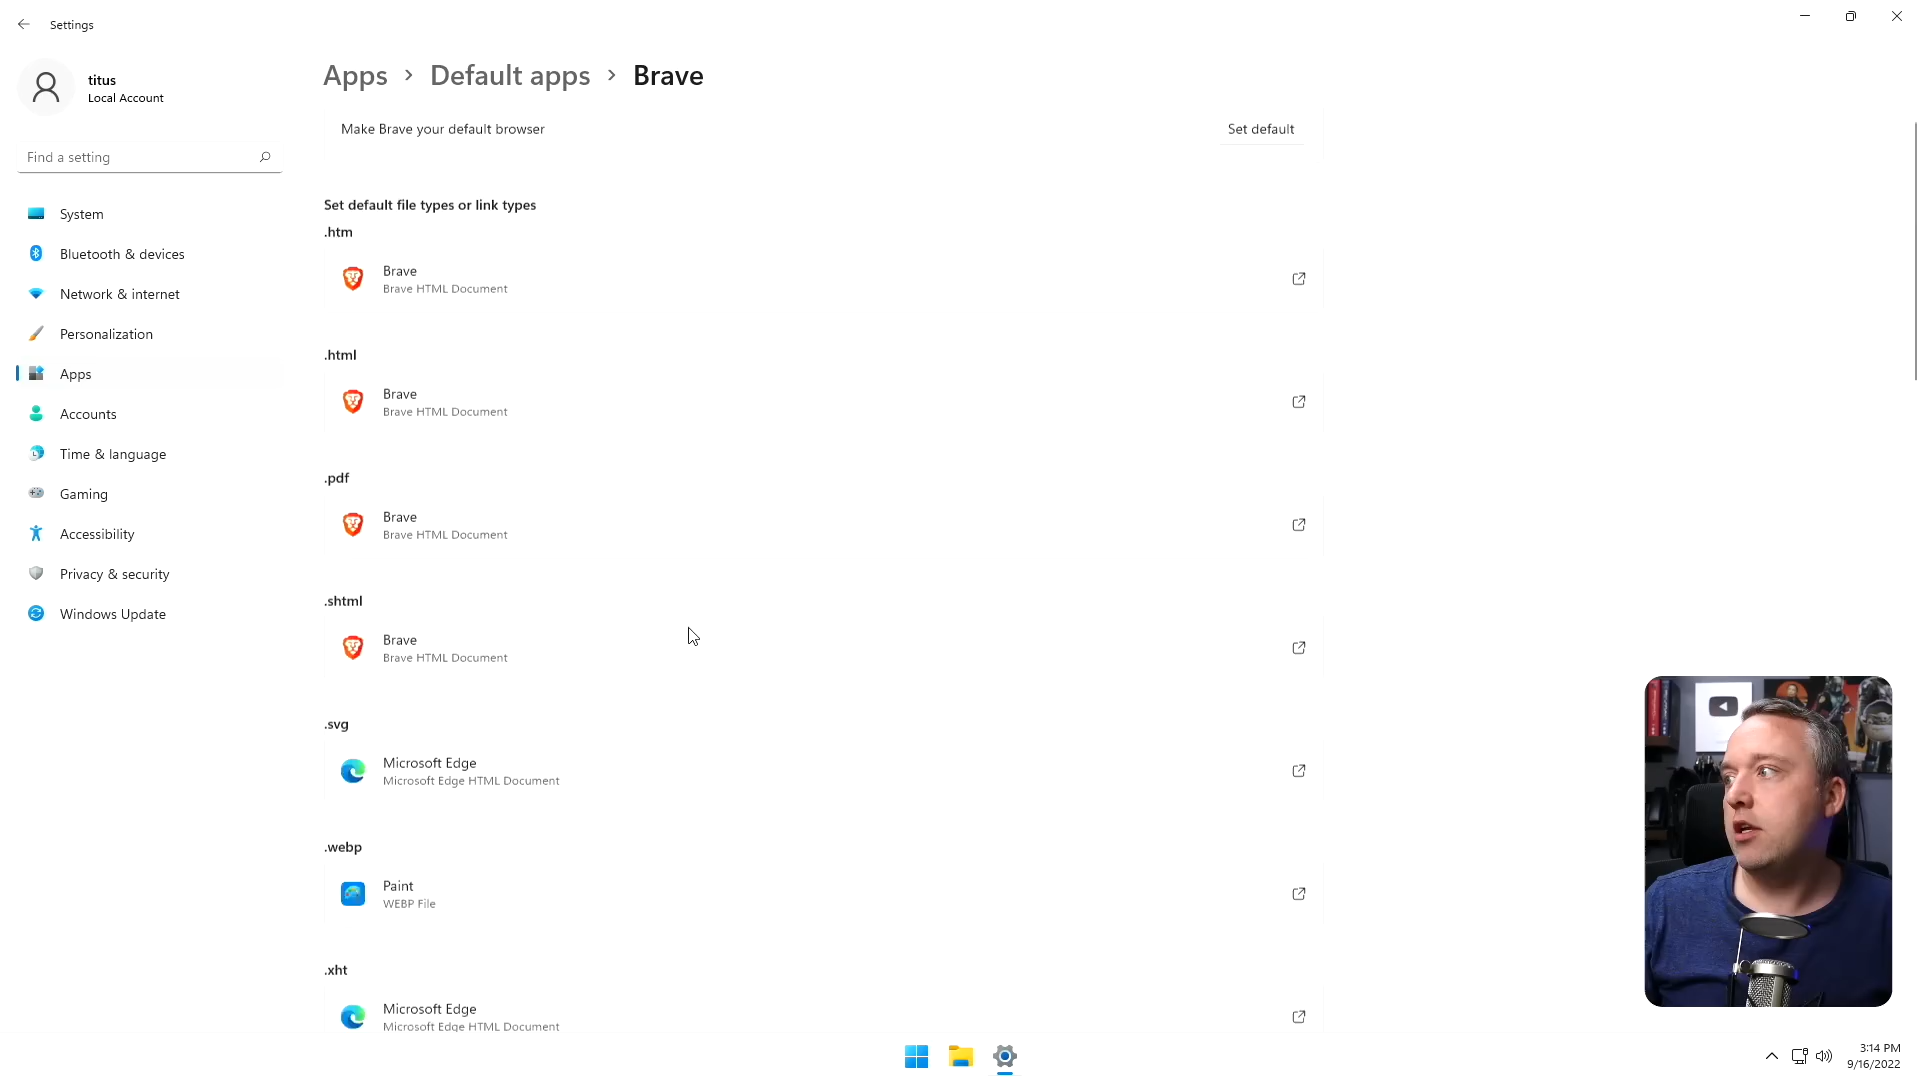 Settings
titus
Local Account
Find a setting
System
Bluetooth & devices
Network & internet
Personalization
Apps
Accounts
Time & language
Gaming
Accessibility
Privacy & security
Windows Update
Apps > Default apps > Brave
Make Brave your default browser
Set default
Set default file types or link types
.htm
Brave
Brave HTML Document
.html
Brave
Brave HTML Document
.pdf
Brave
Brave HTML Document
.shtml
Brave
Brave HTML Document
.svg
Microsoft Edge
Microsoft Edge HTML Document
.webp
Paint
WEBP File
.xht
Microsoft Edge
Microsoft Edge HTML Document
3:14 PM
9/16/2022